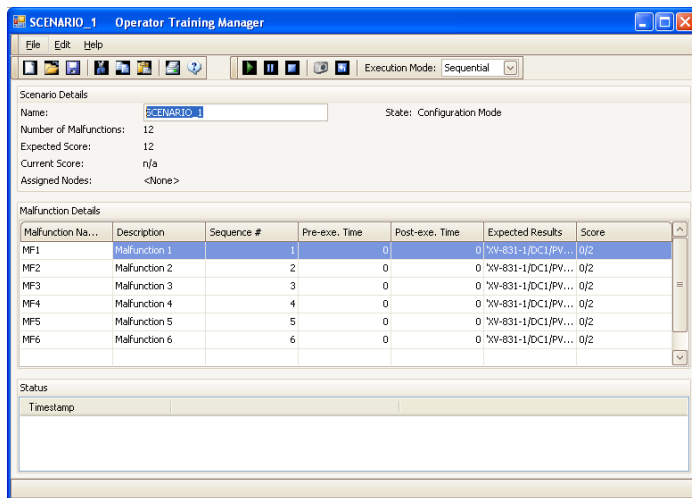 SCENARIO_1 Operator Training Manager
File Edit Help
Execution Mode: Sequential
Scenario Details
Name: SCENARIO_1 State: Configuration Mode
Number of Malfunctions: 12
Expected Score: 12
Current Score: n/a
Assigned Nodes: <None>
Malfunction Details
Malfunction Na... Description Sequence # Pre-exe. Time Post-exe. Time Expected Results Score
MF1 Malfunction 1 1 0 0 'XV-831-1/DC1/PV... 0/2
MF2 Malfunction 2 2 0 0 'XV-831-1/DC1/PV... 0/2
MF3 Malfunction 3 3 0 0 'XV-831-1/DC1/PV... 0/2
MF4 Malfunction 4 4 0 0 'XV-831-1/DC1/PV... 0/2
MF5 Malfunction 5 5 0 0 'XV-831-1/DC1/PV... 0/2
MF6 Malfunction 6 6 0 0 'XV-831-1/DC1/PV... 0/2
Status
Timestamp